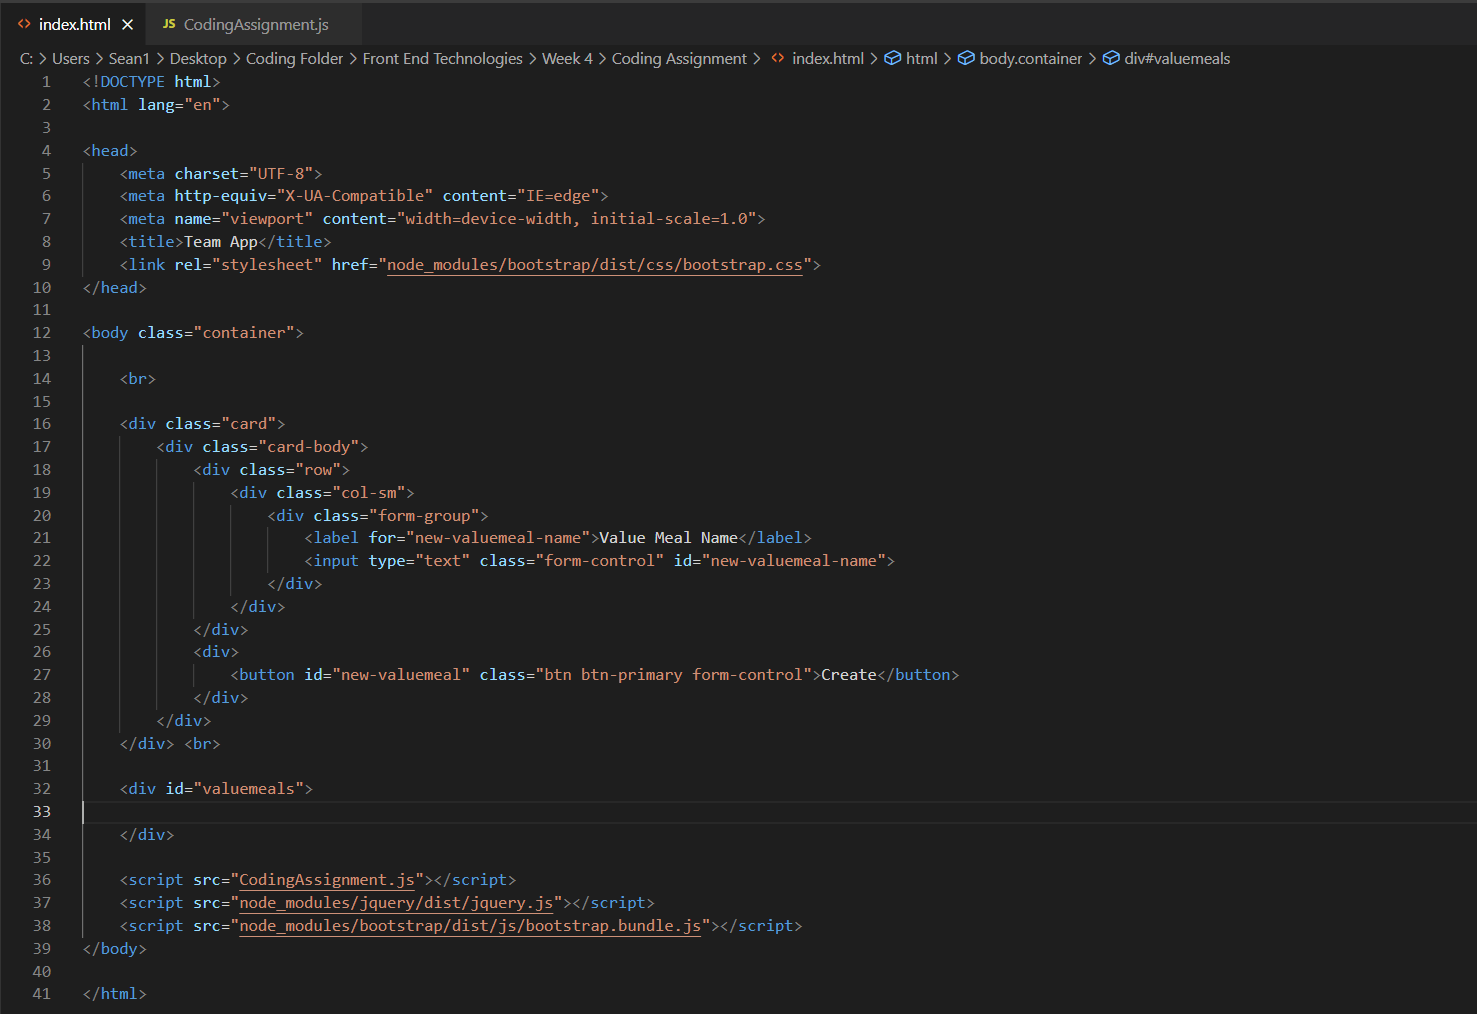 index.html CodingAssignment.js
C: > Users > Sean1 > Desktop > Coding Folder > Front End Technologies > Week 4 > Coding Assignment > index.html > html > body.container > div#valuemeals
1 <!DOCTYPE html>
2 <html lang="en">
3
4 <head>
5 <meta charset="UTF-8">
6 <meta http-equiv="X-UA-Compatible" content="IE=edge">
7 <meta name="viewport" content="width=device-width, initial-scale=1.0">
8 <title>Team App</title>
9 <link rel="stylesheet" href="node_modules/bootstrap/dist/css/bootstrap.css">
10 </head>
11
12 <body class="container">
13
14 <br>
15
16 <div class="card">
17 <div class="card-body">
18 <div class="row">
19 <div class="col-sm">
20 <div class="form-group">
21 <label for="new-valuemeal-name">Value Meal Name</label>
22 <input type="text" class="form-control" id="new-valuemeal-name">
23 </div>
24 </div>
25 </div>
26 <div>
27 <button id="new-valuemeal" class="btn btn-primary form-control">Create</button>
28 </div>
29 </div>
30 </div> <br>
31
32 <div id="valuemeals">
33
34 </div>
35
36 <script src="CodingAssignment.js"></script>
37 <script src="node_modules/jquery/dist/jquery.js"></script>
38 <script src="node_modules/bootstrap/dist/js/bootstrap.bundle.js"></script>
39 </body>
40
41 </html>